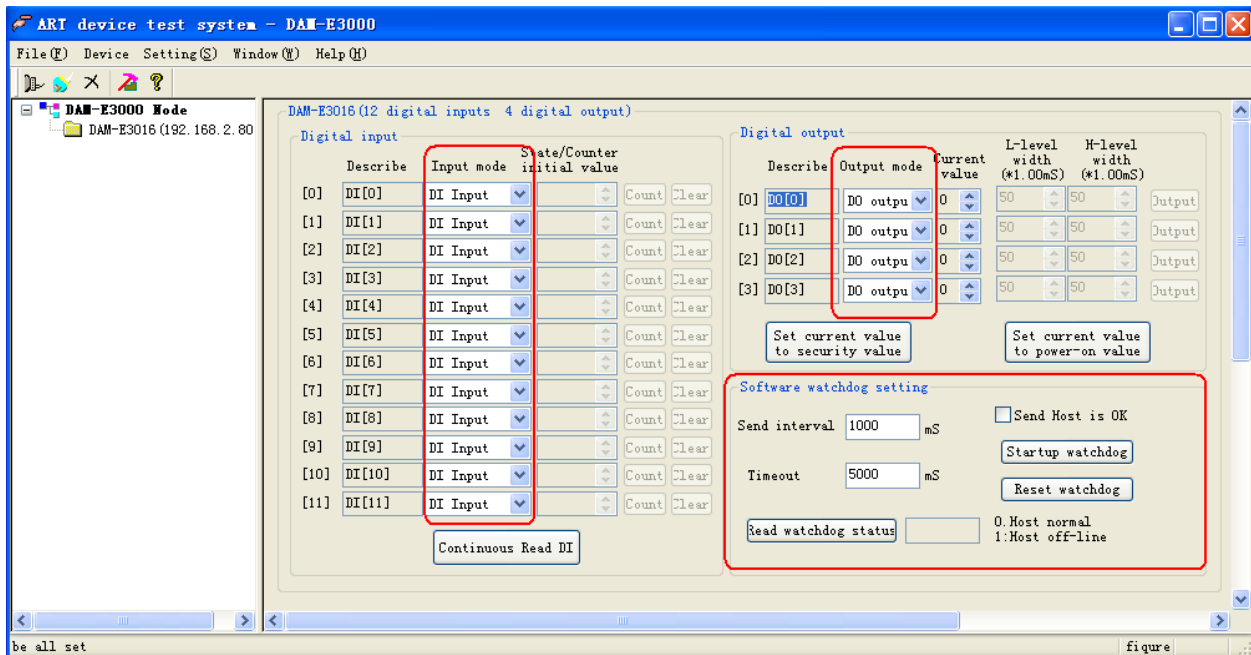 ART device test system - DAM-E3000
File(F) Device Setting(S) Window(W) Help(H)
DAM-E3000 Node
DAM-E3016(192.168.2.80
DAM-E3016(12 digital inputs 4 digital output)
Digital input
Describe Input mode State/Counter initial value
[0] DI[0] DI Input Count Clear
[1] DI[1] DI Input Count Clear
[2] DI[2] DI Input Count Clear
[3] DI[3] DI Input Count Clear
[4] DI[4] DI Input Count Clear
[5] DI[5] DI Input Count Clear
[6] DI[6] DI Input Count Clear
[7] DI[7] DI Input Count Clear
[8] DI[8] DI Input Count Clear
[9] DI[9] DI Input Count Clear
[10] DI[10] DI Input Count Clear
[11] DI[11] DI Input Count Clear
Continuous Read DI
Digital output
Describe Output mode Current value L-level width (*1.00mS) H-level width (*1.00mS)
[0] DO[0] DO outpu 0 50 50 Output
[1] DO[1] DO outpu 0 50 50 Output
[2] DO[2] DO outpu 0 50 50 Output
[3] DO[3] DO outpu 0 50 50 Output
Set current value
to security value
Set current value
to power-on value
Software watchdog setting
Send interval 1000 mS
Send Host is OK
Startup watchdog
Timeout 5000 mS
Reset watchdog
Read watchdog status
0.Host normal
1:Host off-line
be all set
fiqure